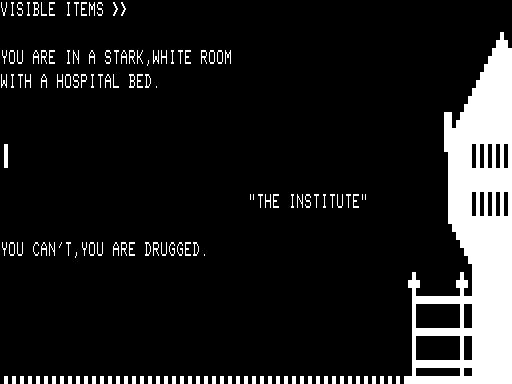 VISIBLE ITEMS >>
YOU ARE IN A STARK,WHITE ROOM
WITH A HOSPITAL BED.
"THE INSTITUTE"
YOU CAN'T,YOU ARE DRUGGED.